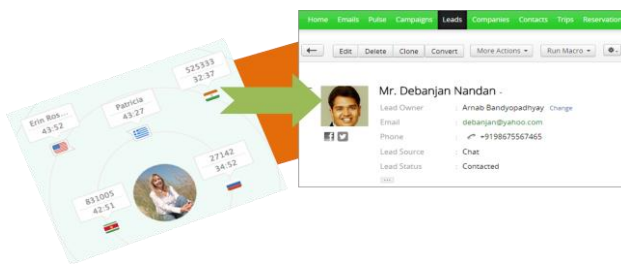 525333
32:37
Erin Ros...
43:52
Patricia
43:27
27142
34:52
831005
42:51
Home Emails Pulse Campaigns Leads Companies Contacts Trips Reservation
Edit Delete Clone Convert More Actions Run Macro
Mr. Debanjan Nandan -
Lead Owner : Arnab Bandyopadhyay Change
Email : debanjan@yahoo.com
Phone : +9198675567465
Lead Source : Chat
Lead Status : Contacted